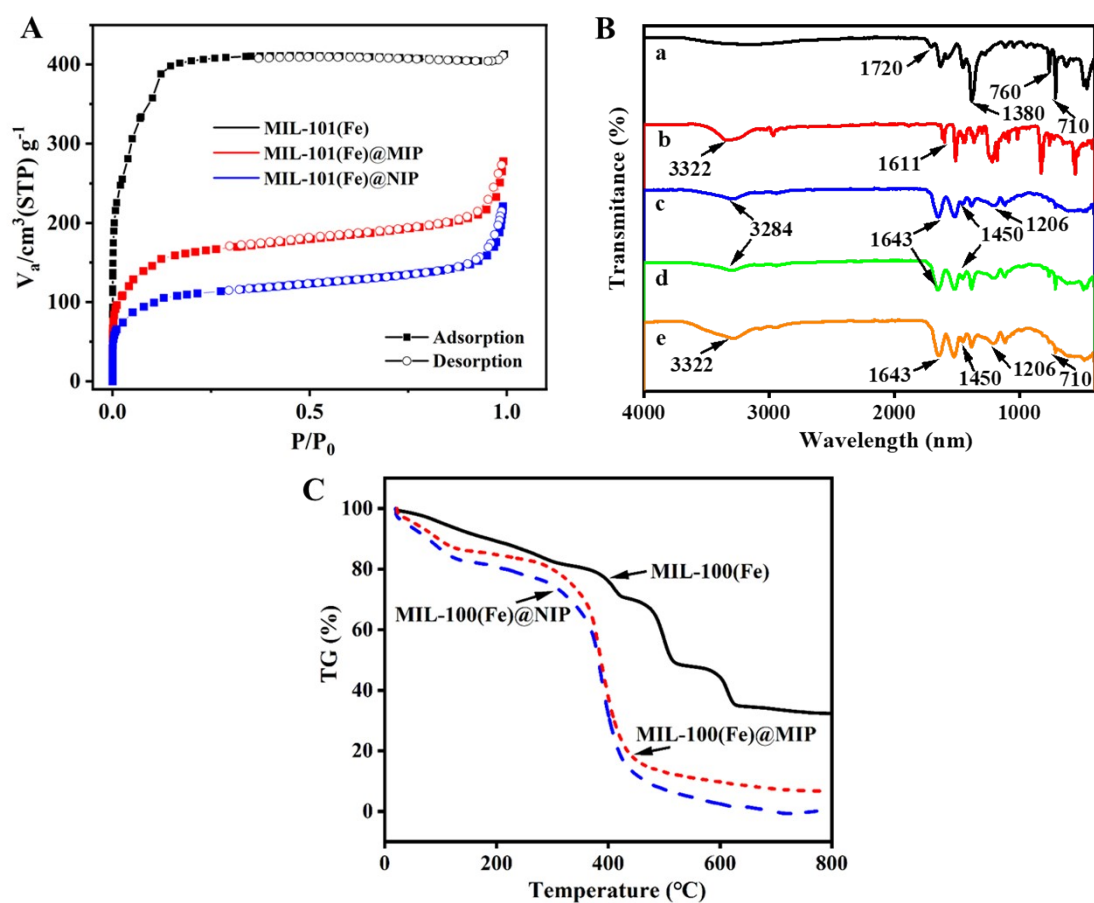 A
Va/cm3(STP) g-1
400
300
200
100
0
MIL-101(Fe)
MIL-101(Fe)@MIP
MIL-101(Fe)@NIP
Adsorption
Desorption
0.0
0.5
1.0
P/P0
B
Transmitance (%)
a
1720
760
1380
710
b
3322
1611
c
3284
1643
1450
1206
d
e
3322
1643
1450
1206
710
4000
3000
2000
1000
Wavelength (nm)
C
TG (%)
100
80
60
40
20
0
MIL-100(Fe)
MIL-100(Fe)@NIP
MIL-100(Fe)@MIP
0
200
400
600
800
Temperature (°C)